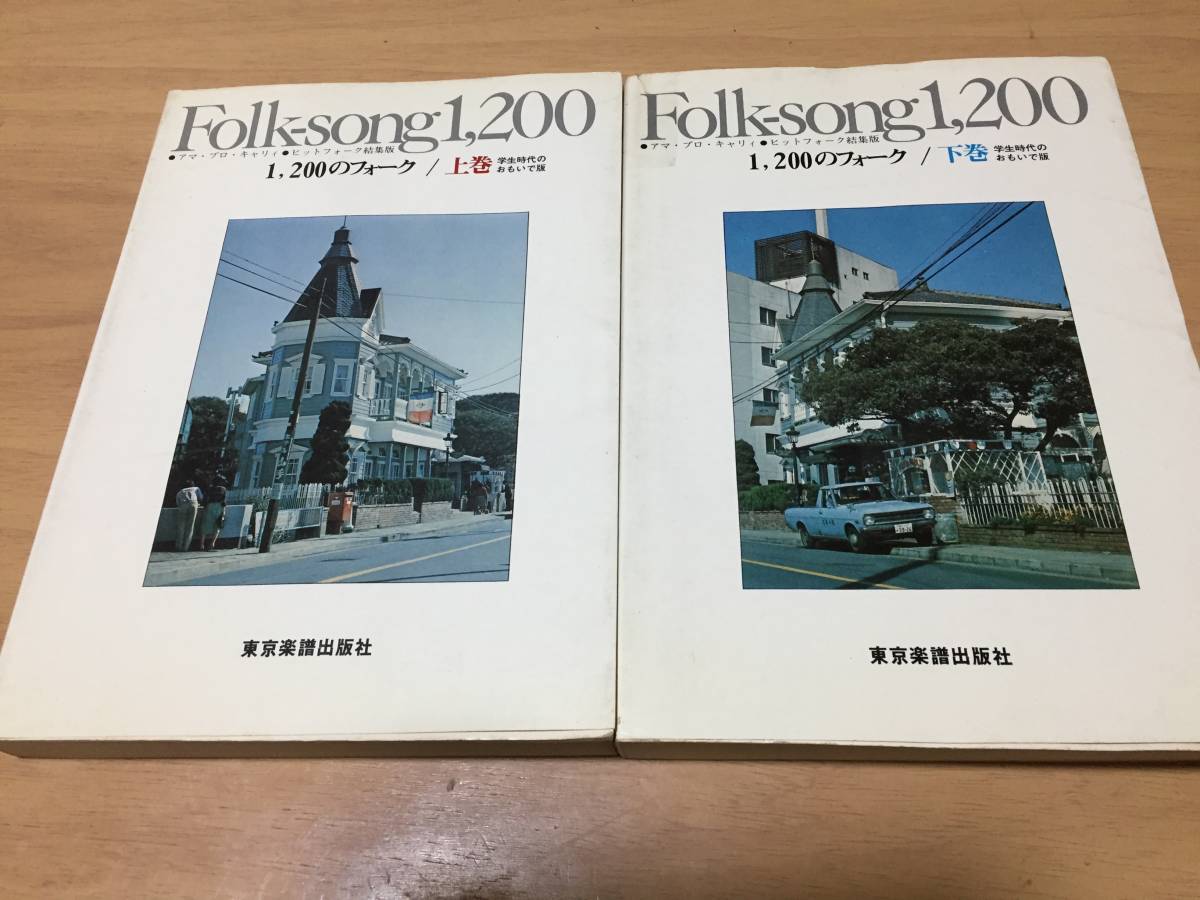 Folk-song1,200
●アマ・プロ・キャリィ●ヒットフォーク結集版
1,200のフォーク / 上巻 学生時代の
おもいで版
東京楽譜出版社
Folk-song1,200
●アマ・プロ・キャリィ●ヒットフォーク結集版
1,200のフォーク / 下巻 学生時代の
おもいで版
東京楽譜出版社